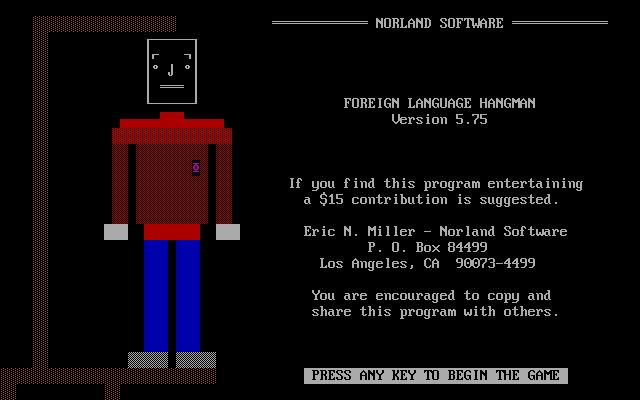 NORLAND SOFTWARE
FOREIGN LANGUAGE HANGMAN
Version 5.75
If you find this program entertaining
a $15 contribution is suggested.
Eric N. Miller - Norland Software
P. O. Box 84499
Los Angeles, CA  90073-4499
You are encouraged to copy and
share this program with others.
PRESS ANY KEY TO BEGIN THE GAME